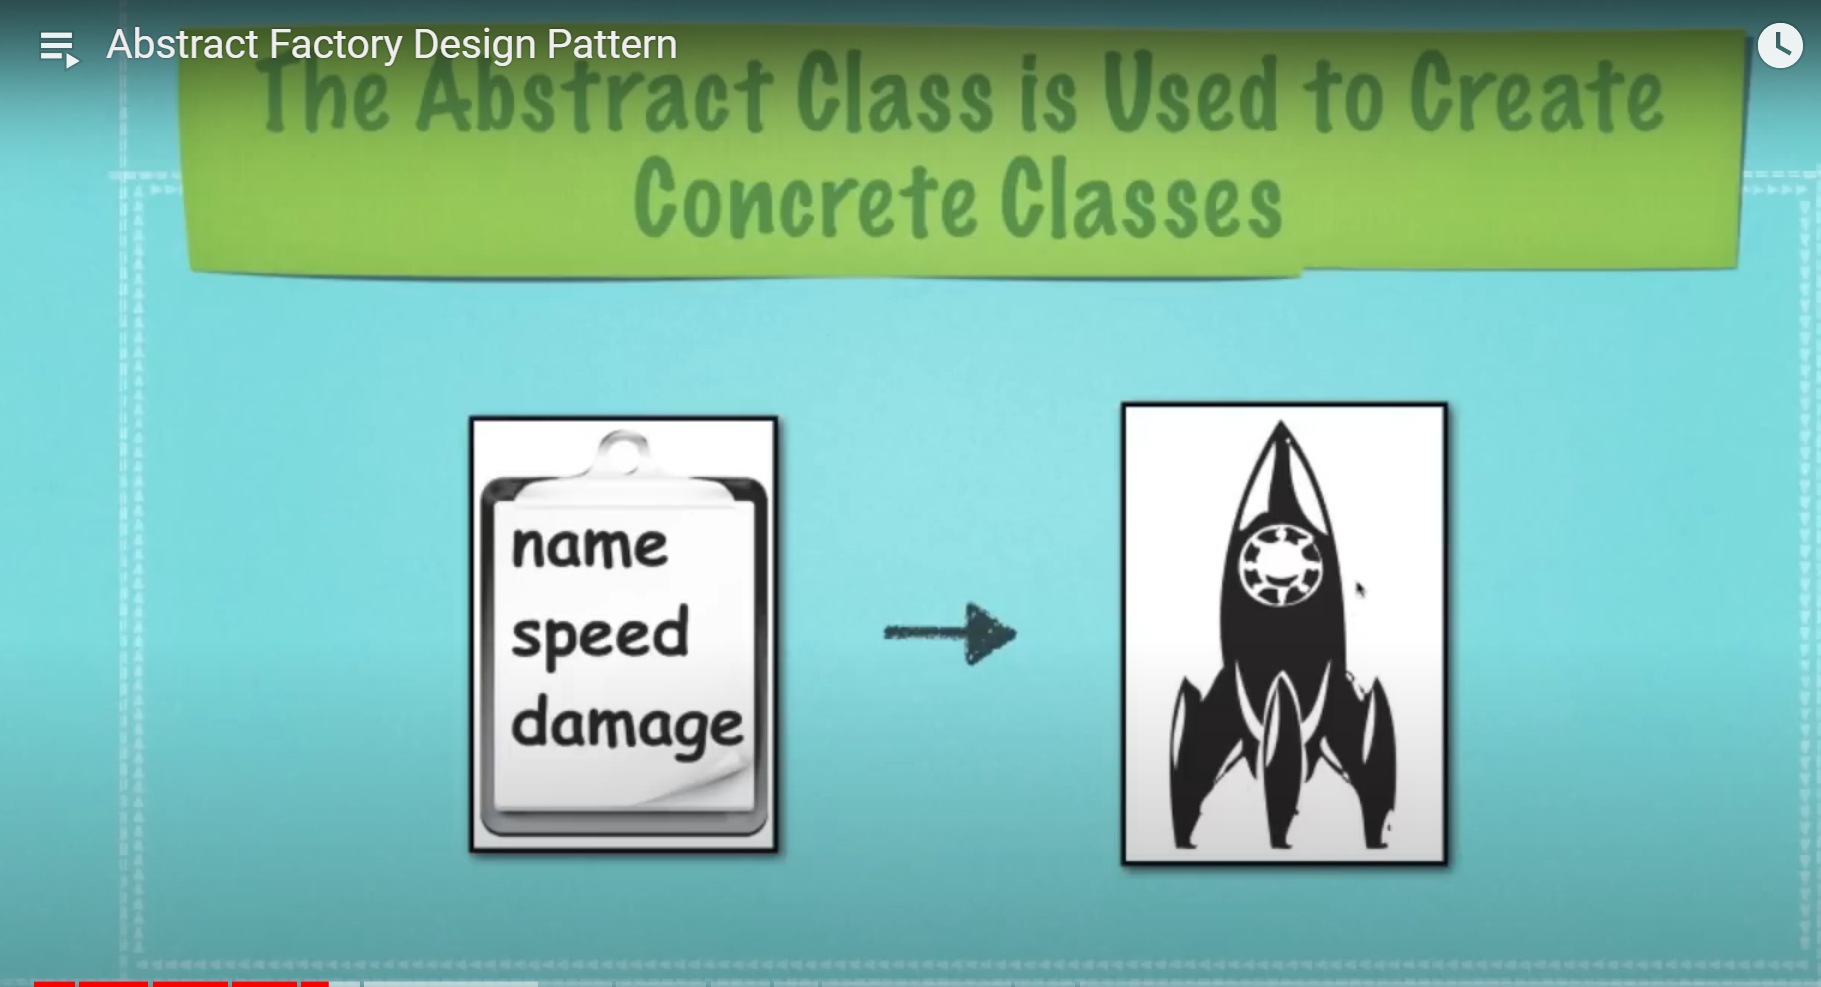 Abstract Factory Design Pattern
The Abstract Class is Used to Create
Concrete Classes
name
speed
damage